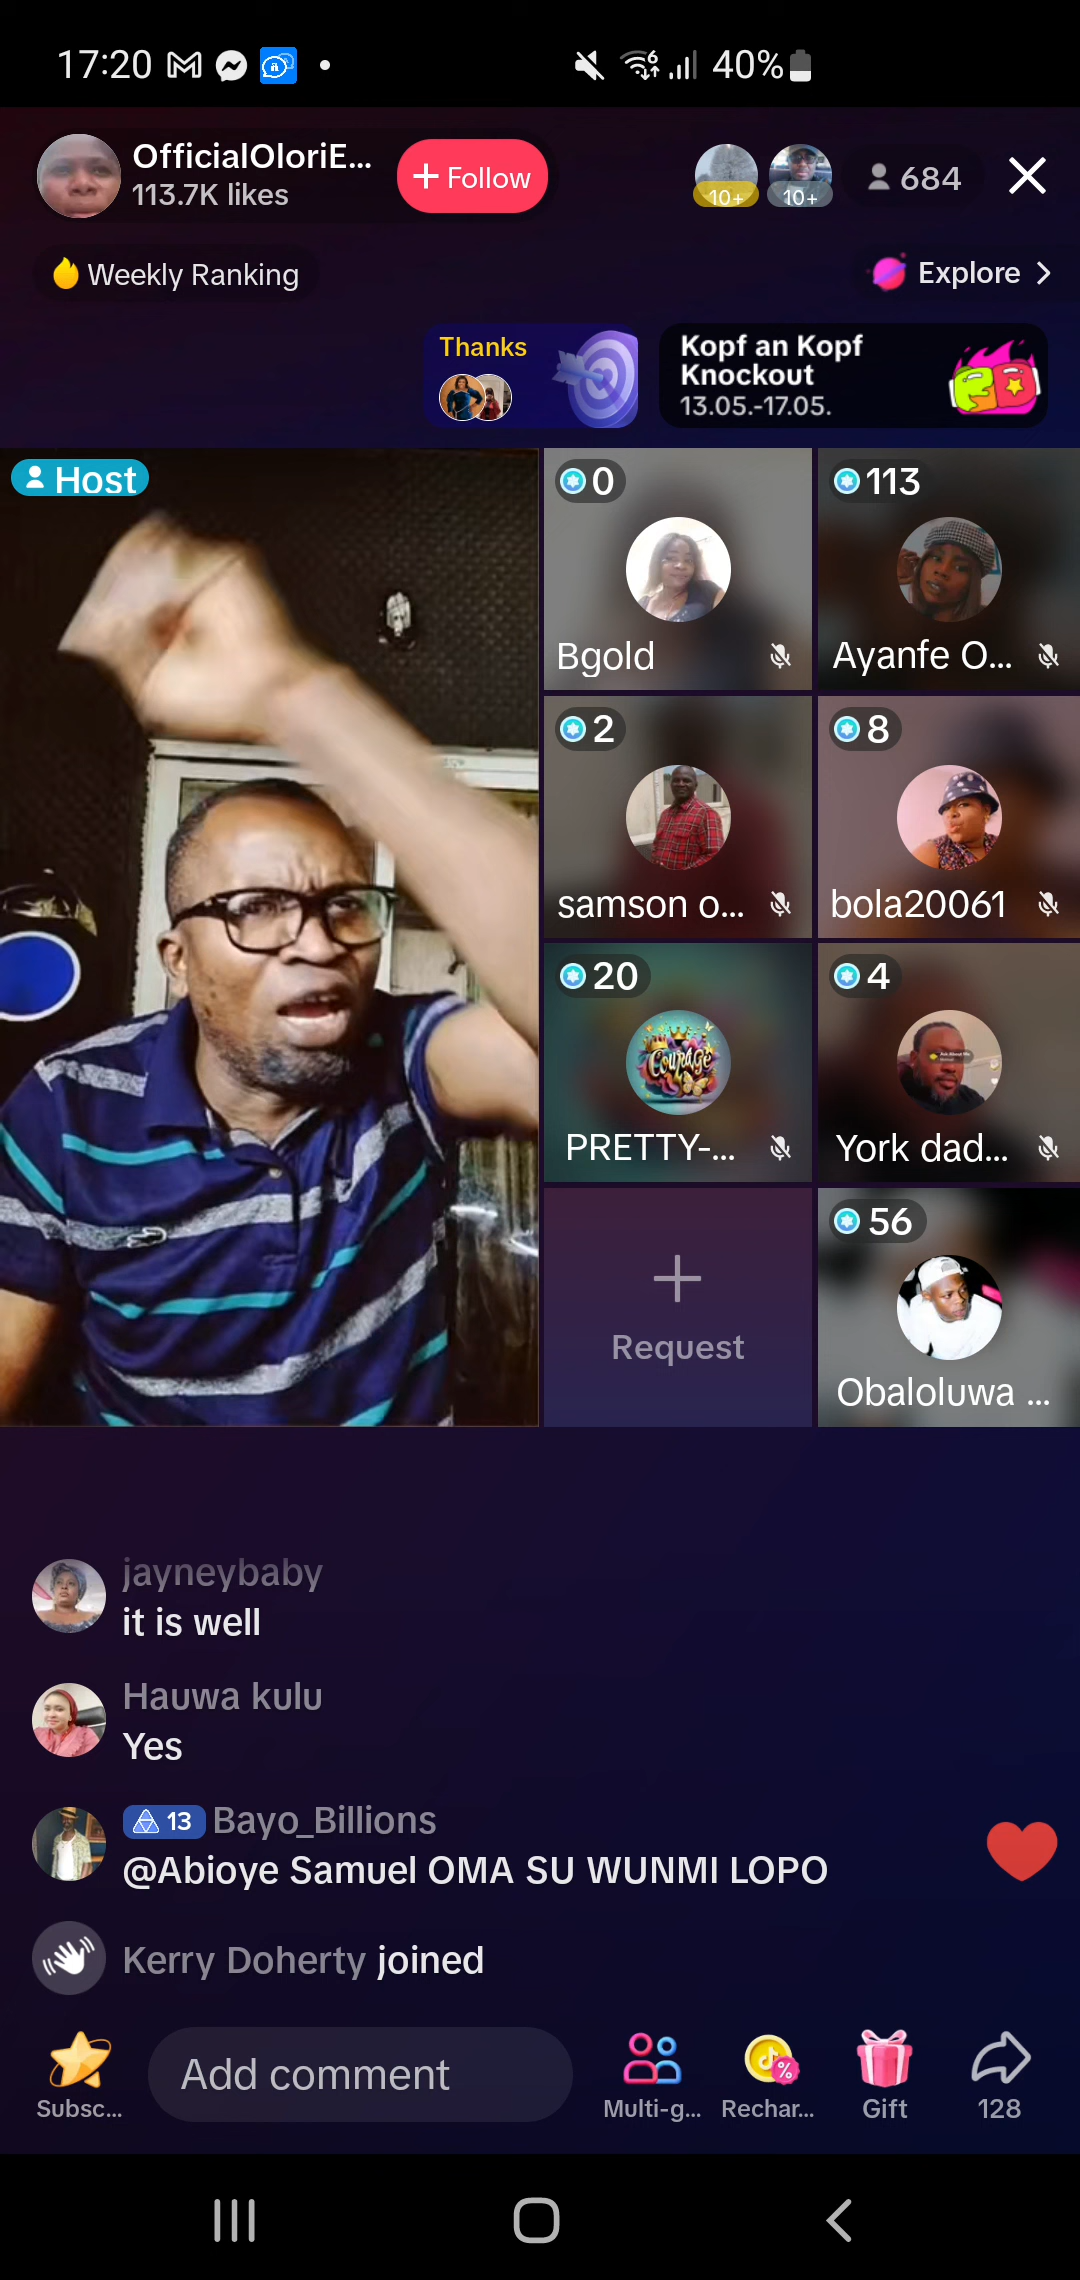 17:20
40%
OfficialOloriE...
113.7K likes
+ Follow
10+
10+
684
Weekly Ranking
Explore
Thanks
Kopf an Kopf
Knockout
13.05.-17.05.
Host
0
Bgold
113
Ayanfe O...
2
samson o...
8
bola20061
20
Courage
PRETTY-...
4
York dad...
Request
56
Obaloluwa ...
jayneybaby
it is well
Hauwa kulu
Yes
13 Bayo_Billions
@Abioye Samuel OMA SU WUNMI LOPO
Kerry Doherty joined
Subsc...
Add comment
Multi-g...
Rechar...
Gift
128